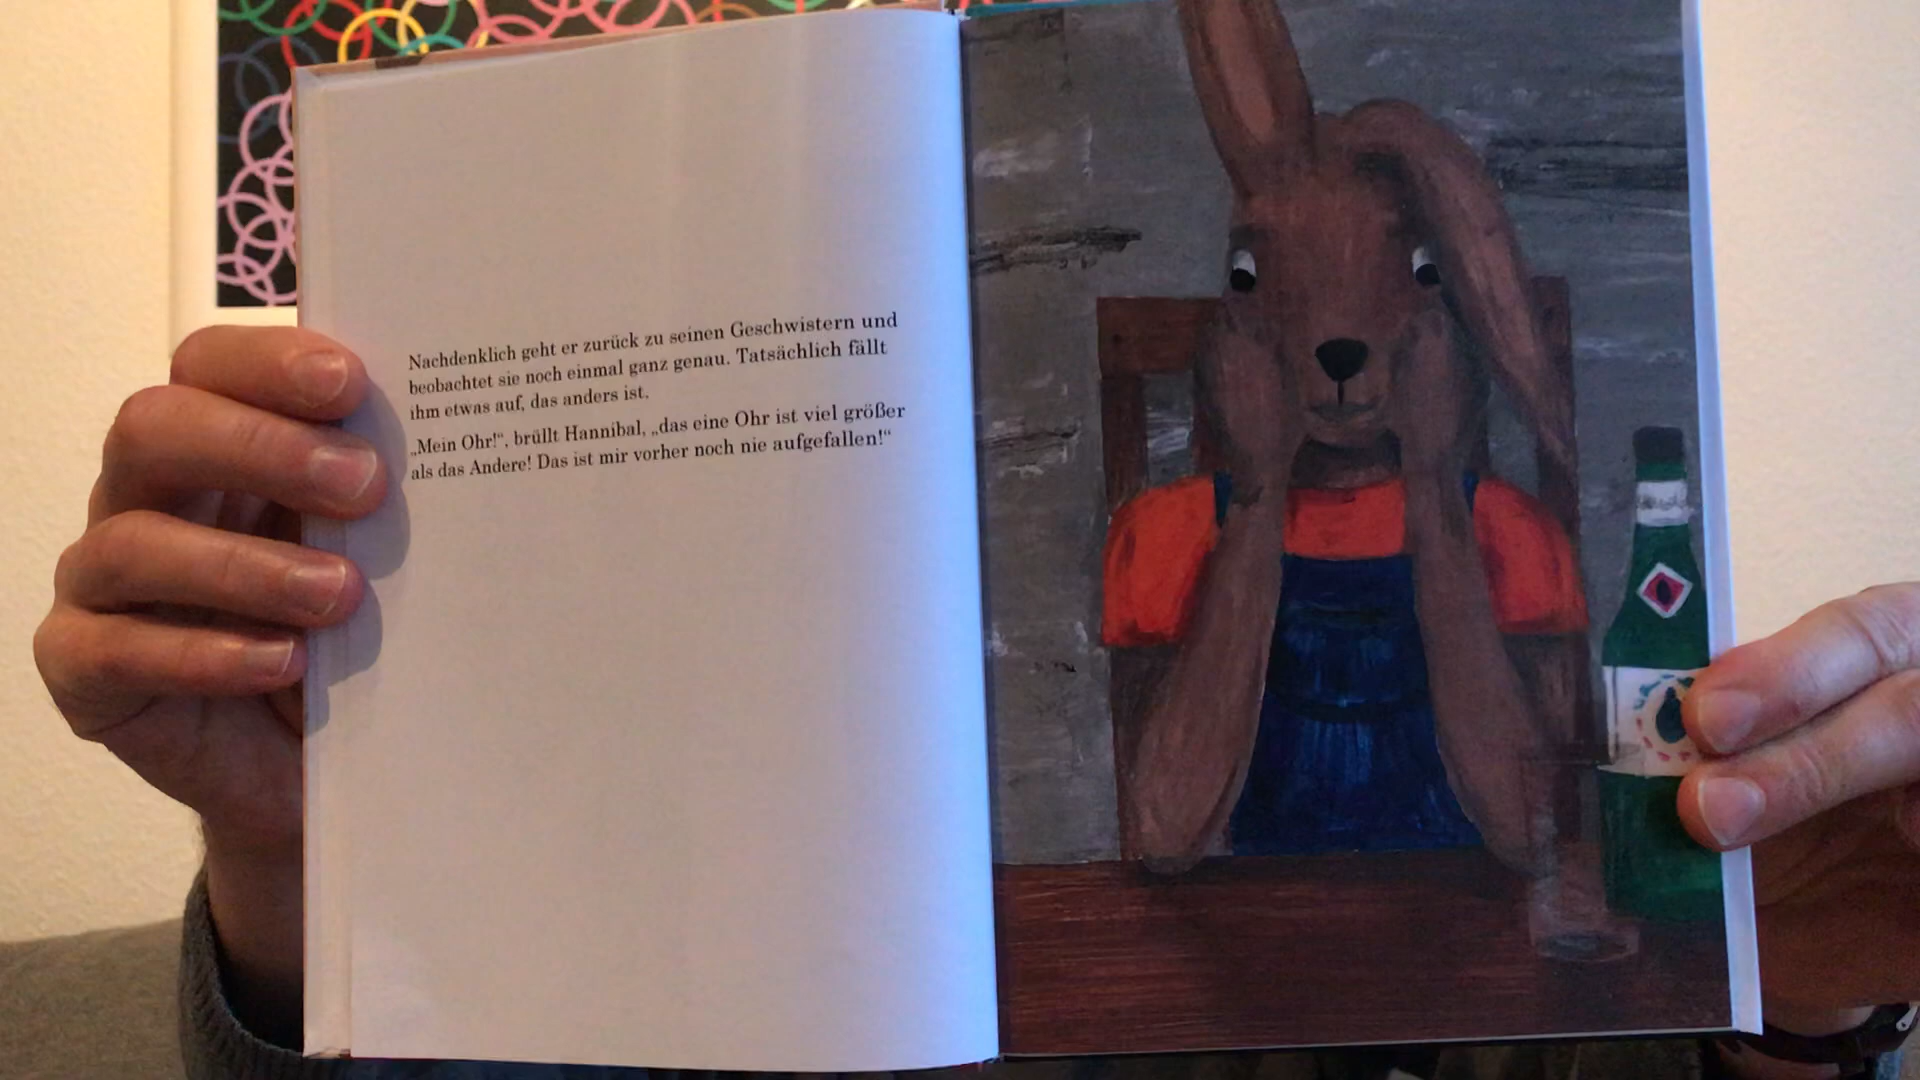 Nachdenklich geht er zurück zu seinen Geschwistern und
beobachtet sie noch einmal ganz genau. Tatsächlich fällt
ihm etwas auf, das anders ist.
„Mein Ohr!“, brüllt Hannibal, „das eine Ohr ist viel größer
als das Andere! Das ist mir vorher noch nie aufgefallen!“